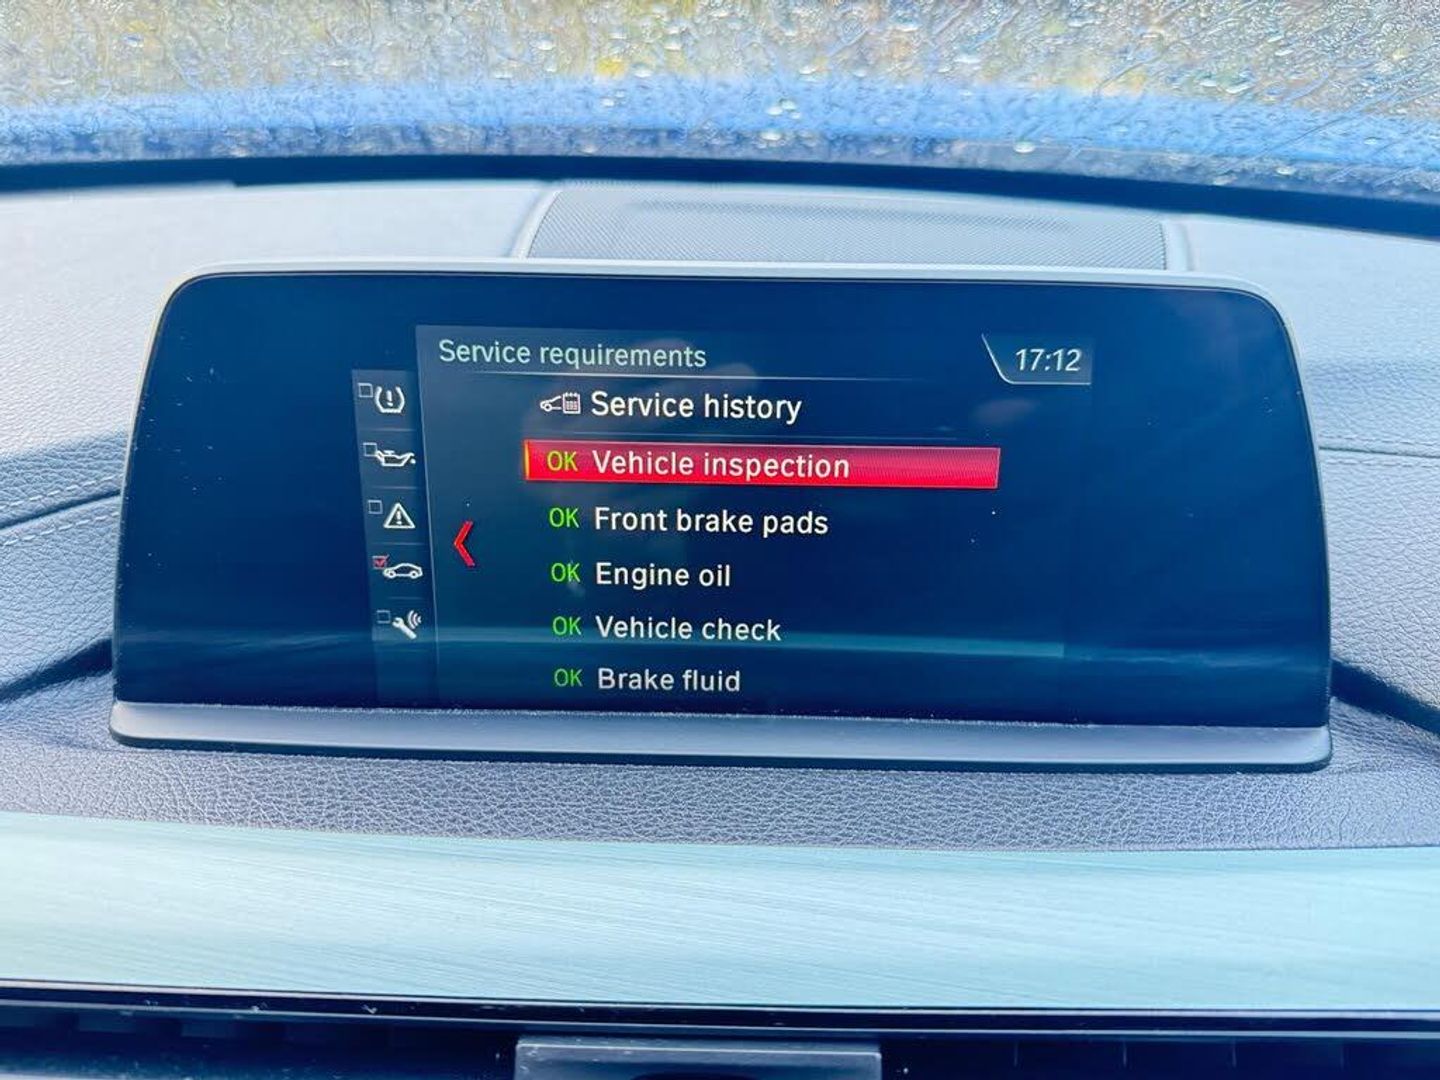 Service requirements
17:12
Service history
OK Vehicle inspection
OK Front brake pads
OK Engine oil
OK Vehicle check
OK Brake fluid